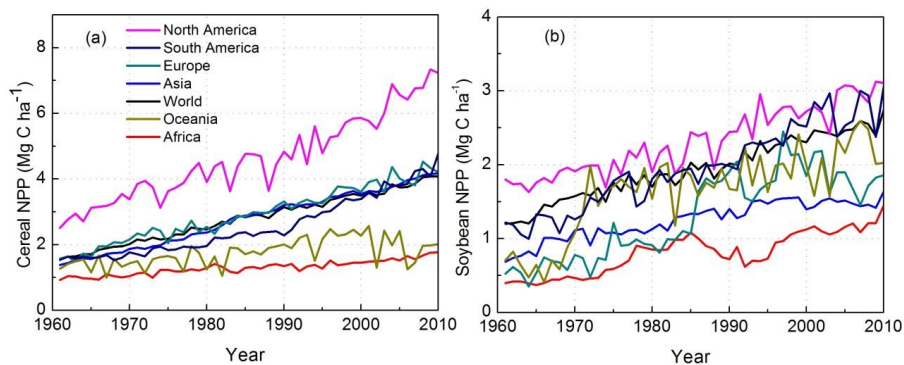 (a)
North America
South America
Europe
Asia
World
Oceania
Africa
Cereal NPP (Mg C ha⁻¹)
8
6
4
2
0
1960 1970 1980 1990 2000 2010
Year
(b)
Soybean NPP (Mg C ha⁻¹)
4
3
2
1
0
1960 1970 1980 1990 2000 2010
Year